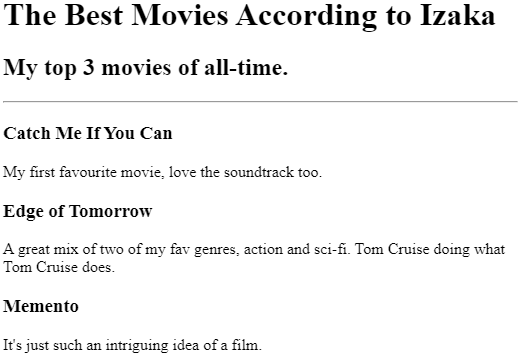 The Best Movies According to Izaka
My top 3 movies of all-time.
Catch Me If You Can
My first favourite movie, love the soundtrack too.
Edge of Tomorrow
A great mix of two of my fav genres, action and sci-fi. Tom Cruise doing what
Tom Cruise does.
Memento
It's just such an intriguing idea of a film.